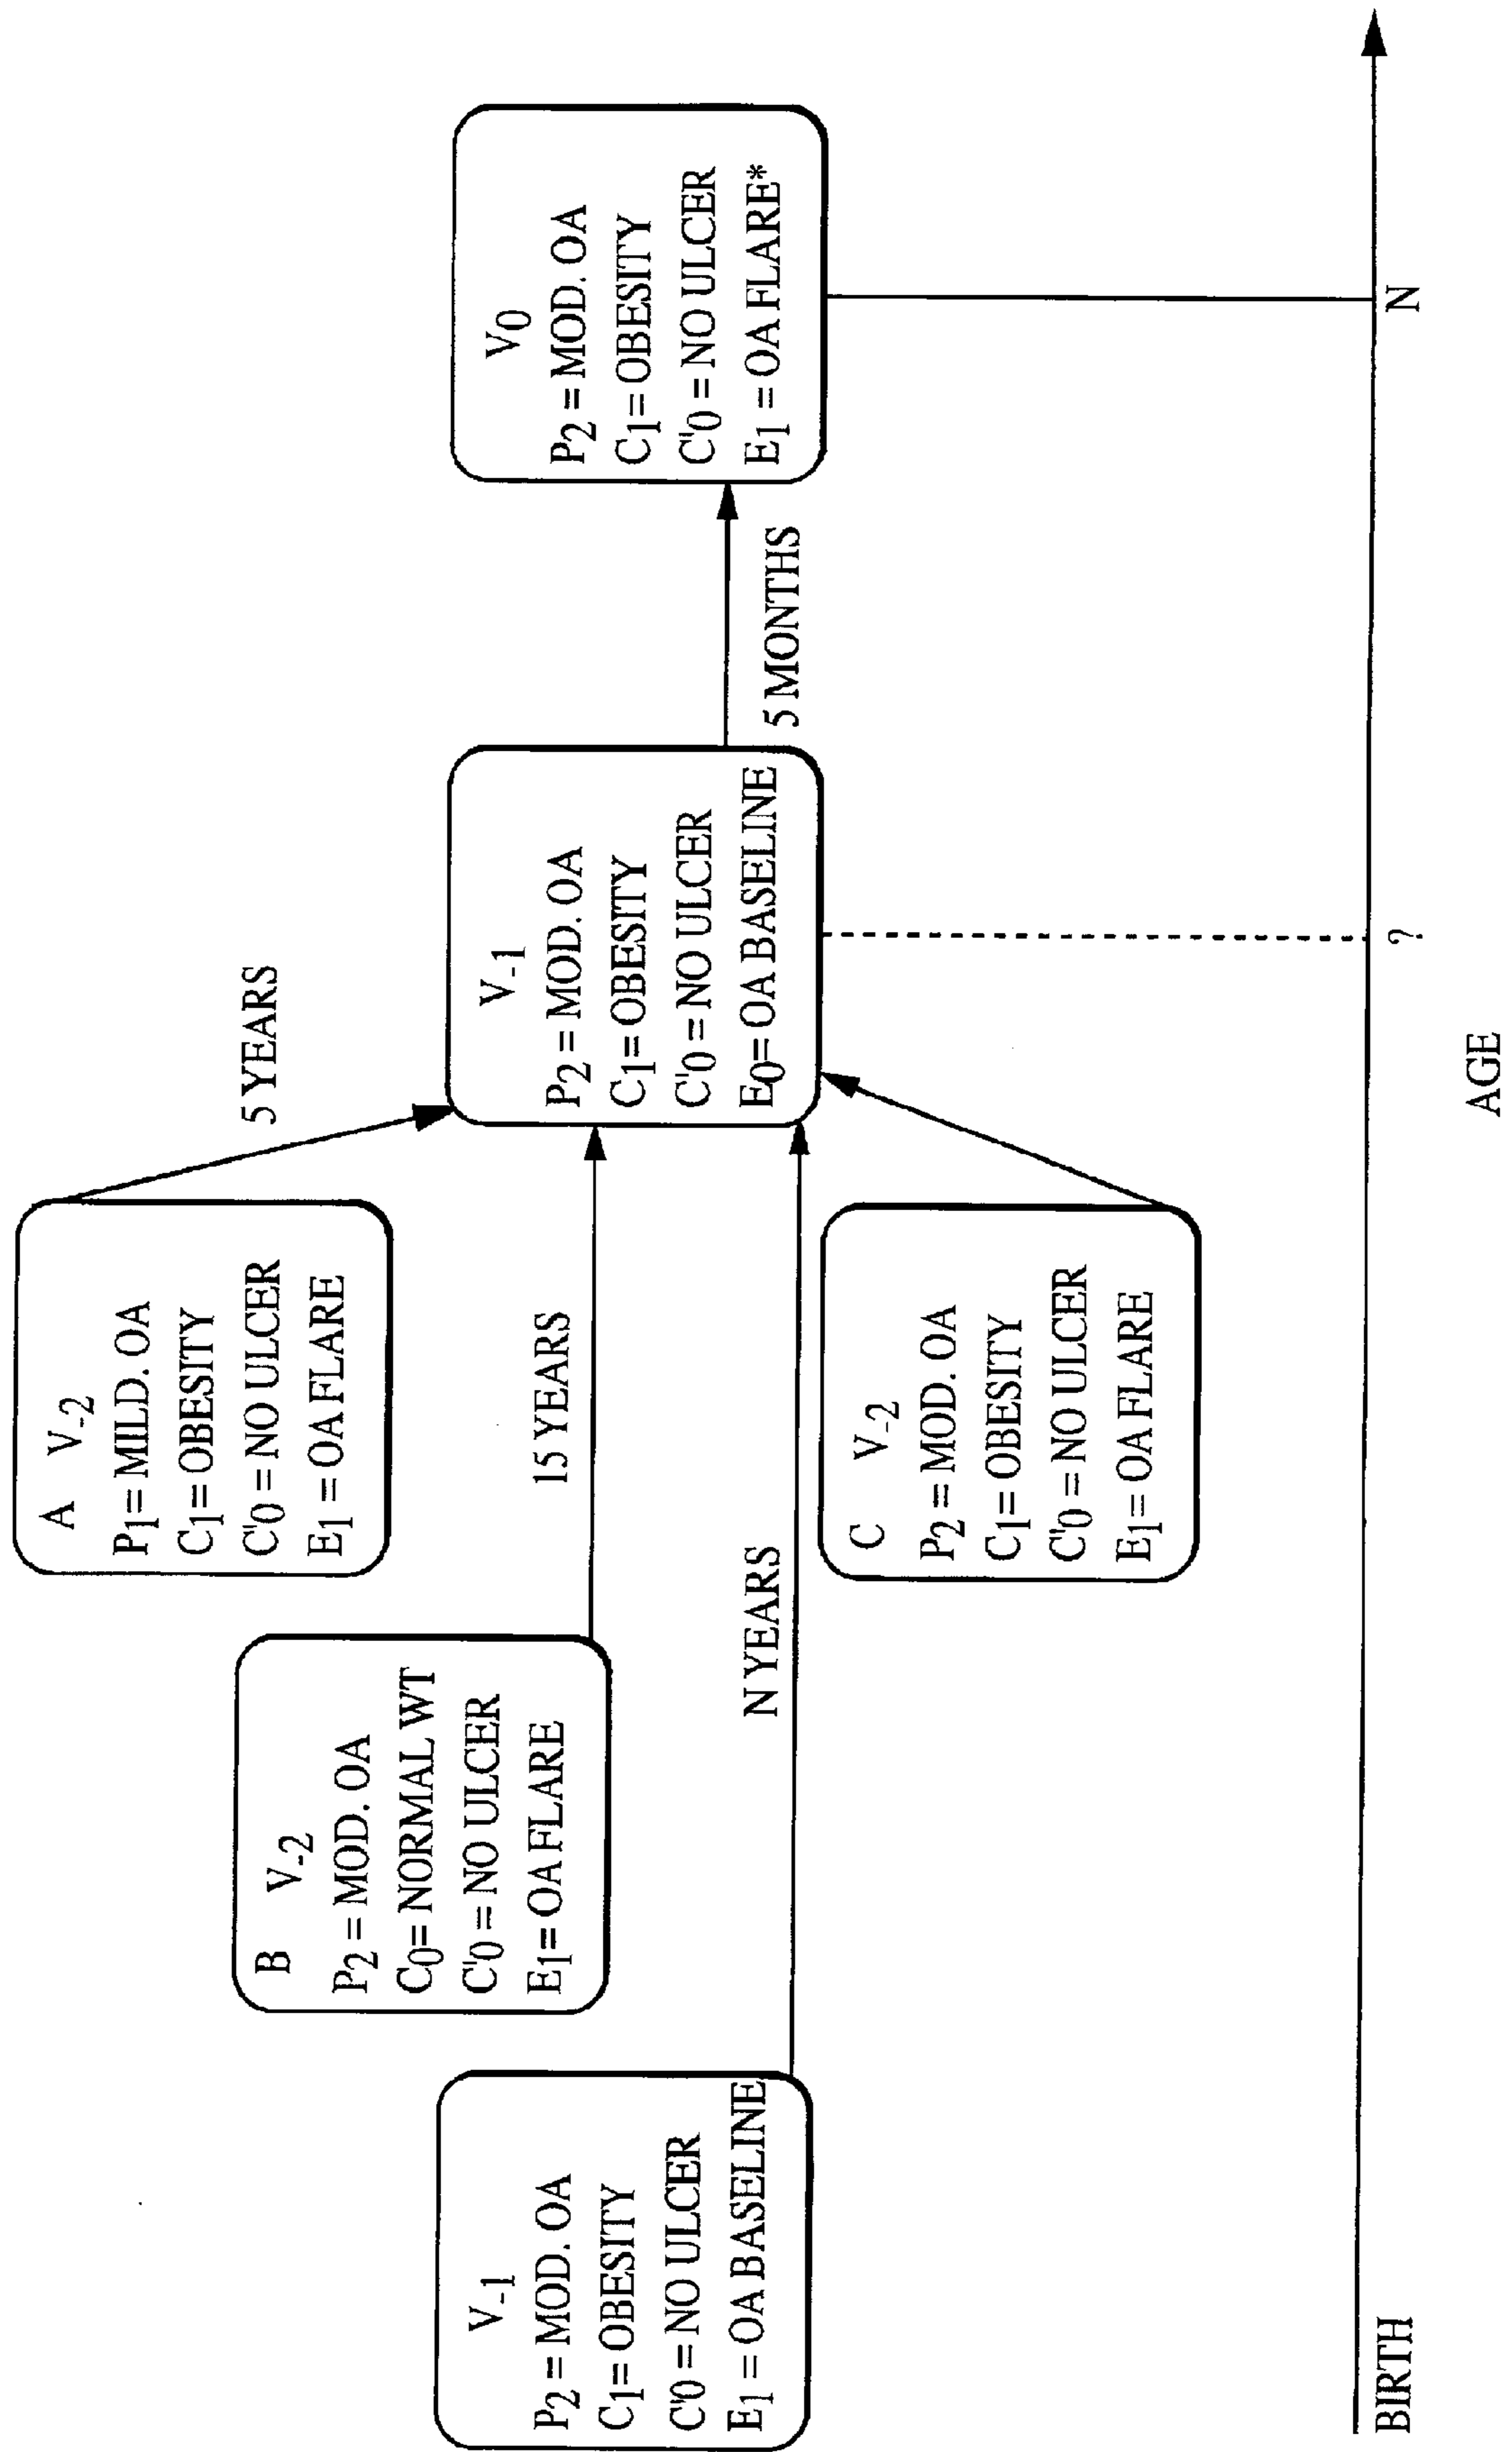 A V-2
P1= MILD. OA
C1= OBESITY
C'0 = NO ULCER
E1 = OA FLARE
5 YEARS
B V-2
P2 = MOD. OA
C0= NORMAL WT
C'0 = NO ULCER
E1= OA FLARE
15 YEARS
V-1
P2 = MOD. OA
C1= OBESITY
C'0 = NO ULCER
E1 = OA BASELINE
N YEARS
V-1
P2 = MOD. OA
C1= OBESITY
C'0 = NO ULCER
E0= OA BASELINE
5 MONTHS
V0
P2 = MOD. OA
C1= OBESITY
C'0 = NO ULCER
E1 = OA FLARE*
C V-2
P2 = MOD. OA
C1= OBESITY
C'0 = NO ULCER
E1= OA FLARE
BIRTH
?
N
AGE